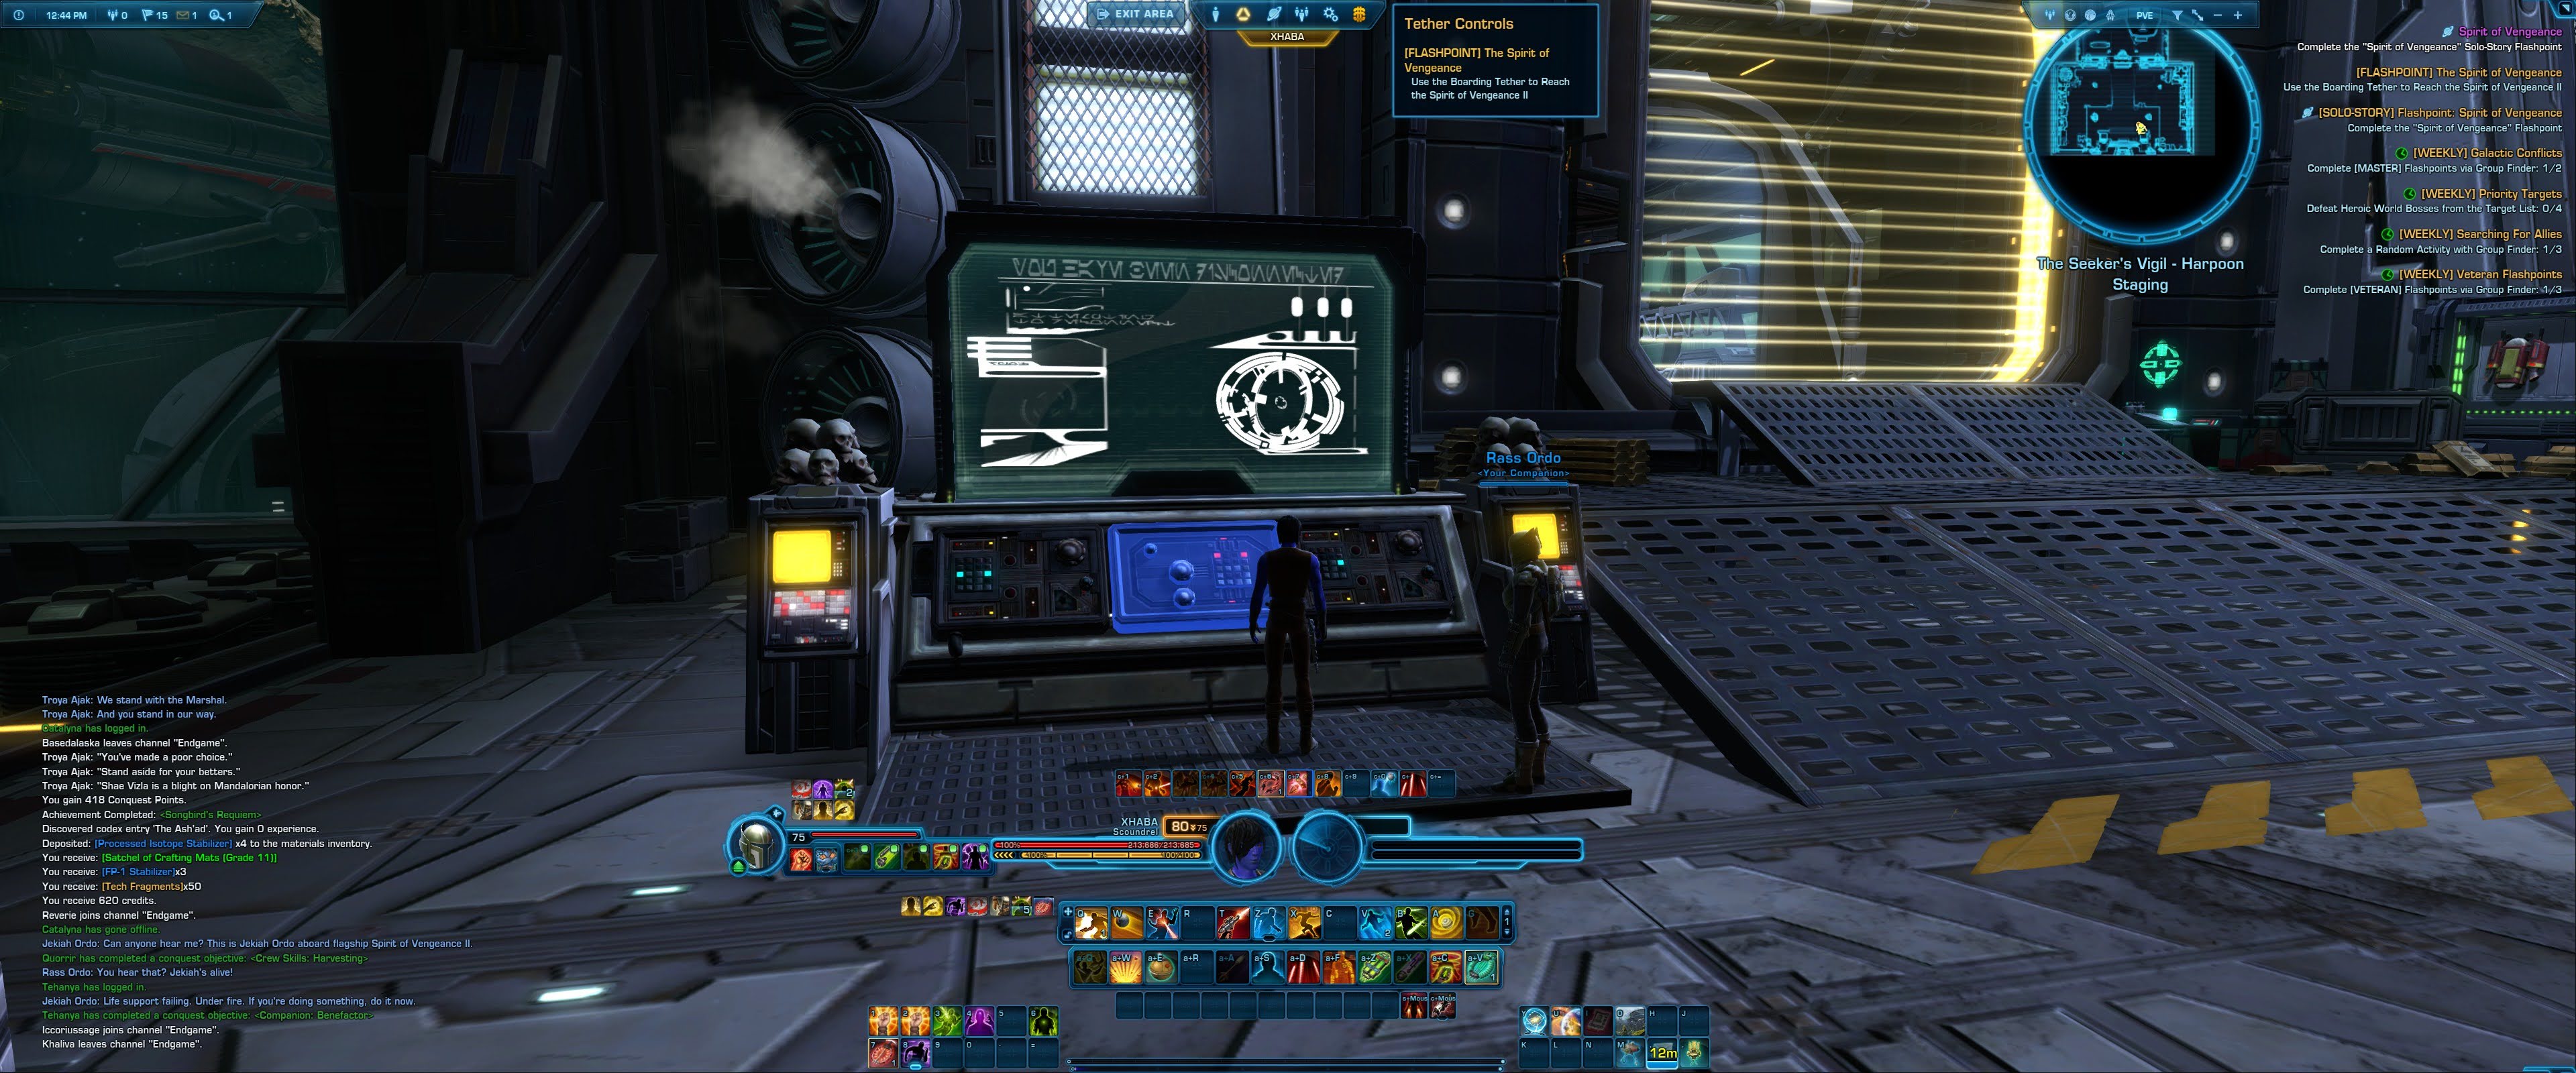 12:44 PM
0
15
1
1
EXIT AREA
XHABA
Tether Controls
[FLASHPOINT] The Spirit of
Vengeance
Use the Boarding Tether to Reach
the Spirit of Vengeance II
PVE
The Seeker's Vigil - Harpoon
Staging
Spirit of Vengeance
Complete the "Spirit of Vengeance" Solo-Story Flashpoint
[FLASHPOINT] The Spirit of Vengeance
Use the Boarding Tether to Reach the Spirit of Vengeance II
[SOLO-STORY] Flashpoint: Spirit of Vengeance
Complete the "Spirit of Vengeance" Flashpoint
[WEEKLY] Galactic Conflicts
Complete [MASTER] Flashpoints via Group Finder: 1/2
[WEEKLY] Priority Targets
Defeat Heroic World Bosses from the Target List: 0/4
[WEEKLY] Searching For Allies
Complete a Random Activity with Group Finder: 1/3
[WEEKLY] Veteran Flashpoints
Complete [VETERAN] Flashpoints via Group Finder: 1/3
Rass Ordo
<Your Companion>
Troya Ajak: We stand with the Marshal.
Troya Ajak: And you stand in our way.
Catalyna has logged in.
Basedalaska leaves channel "Endgame".
Troya Ajak: "You've made a poor choice."
Troya Ajak: "Stand aside for your betters."
Troya Ajak: "Shae Vizla is a blight on Mandalorian honor."
You gain 418 Conquest Points.
Achievement Completed: <Songbird's Requiem>
Discovered codex entry 'The Ash'ad'. You gain 0 experience.
Deposited: [Processed Isotope Stabilizer] x4 to the materials inventory.
You receive: [Satchel of Crafting Mats (Grade 11)]
You receive: [FP-1 Stabilizer]x3
You receive: [Tech Fragments]x50
You receive 620 credits.
Reverie joins channel "Endgame".
Catalyna has gone offline.
Jekiah Ordo: Can anyone hear me? This is Jekiah Ordo aboard flagship Spirit of Vengeance II.
Quorrir has completed a conquest objective: <Crew Skills: Harvesting>
Rass Ordo: You hear that? Jekiah's alive!
Tehanya has logged in.
Jekiah Ordo: Life support failing. Under fire. If you're doing something, do it now.
Tehanya has completed a conquest objective: <Companion: Benefactor>
Iccoriussage joins channel "Endgame".
Khaliva leaves channel "Endgame".
75
XHABA
Scoundrel
80 75
100% 213,686/213,685
100% 100/100
Q W E R T Z X C V B A G
a+W a+E a+R a+A a+S a+D a+F a+Z a+X a+C a+V
s+Mous c+Mous
1 2 3 4 5 6
7 8 9 0 - =
Y U I O H J
K L N M 12m